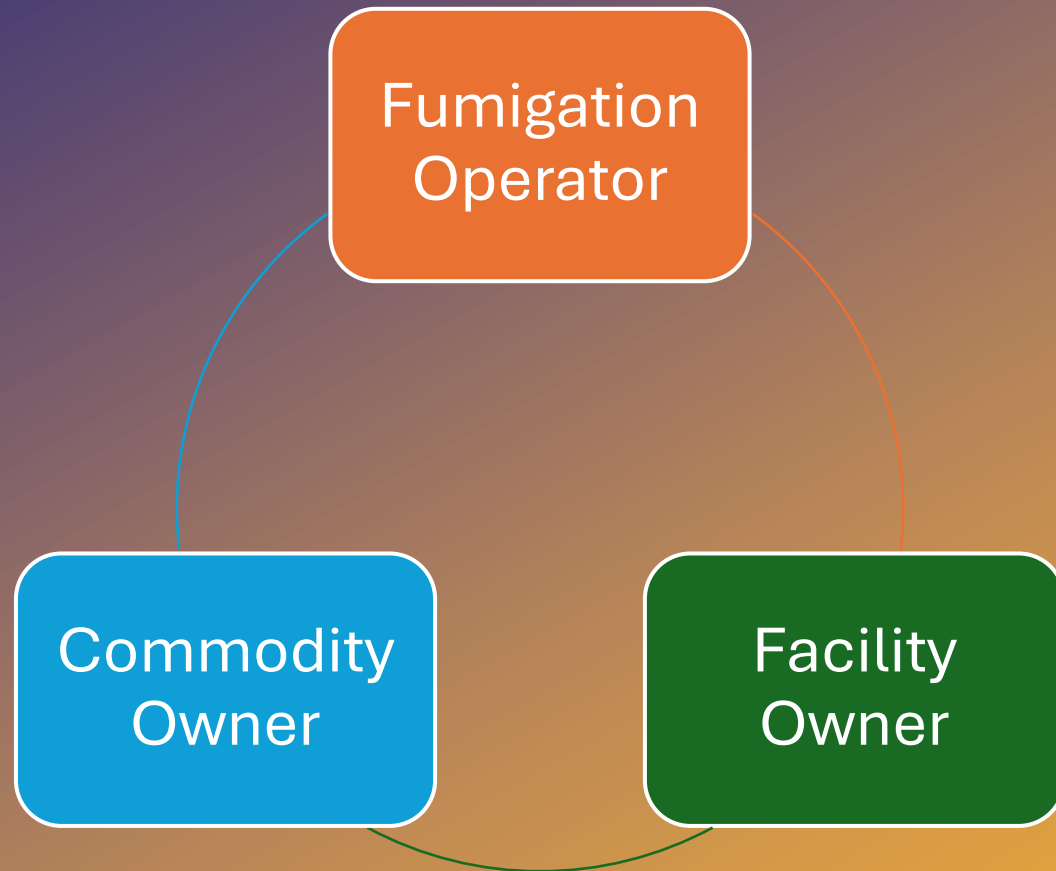 Fumigation
Operator
Commodity
Owner
Facility
Owner